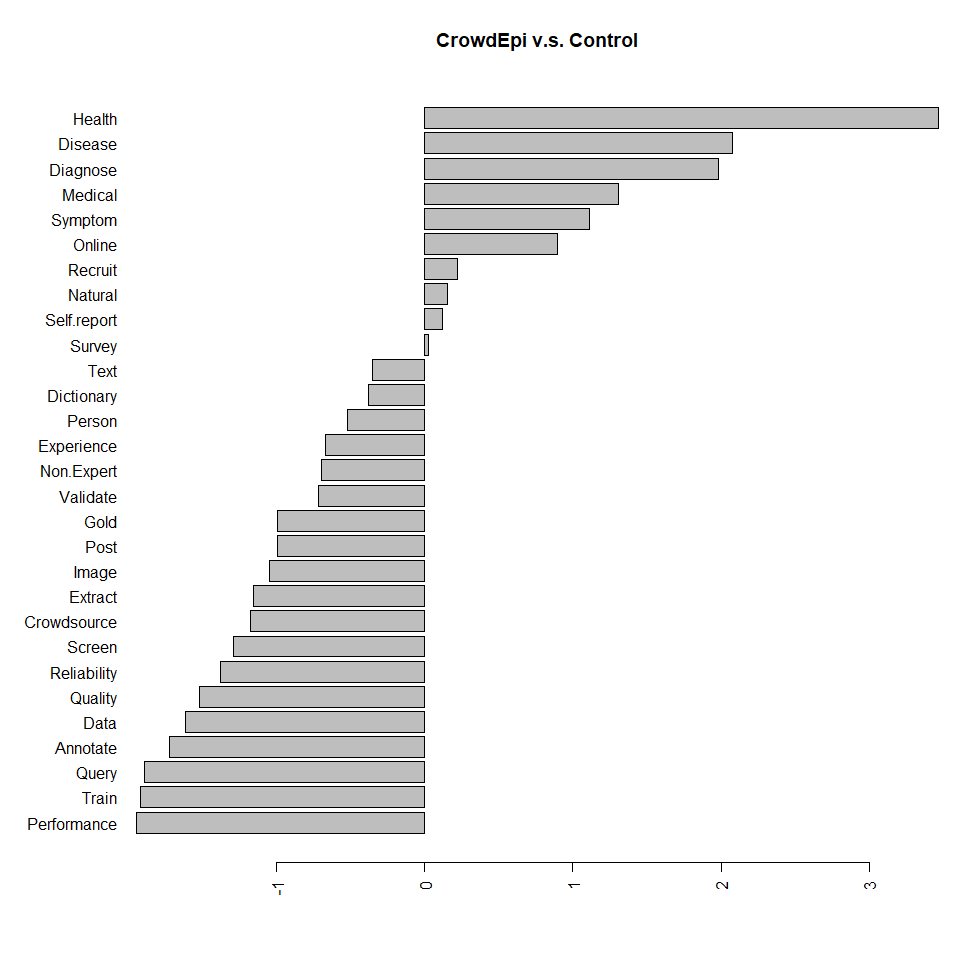 CrowdEpi v.s. Control
Health
Disease
Diagnose
Medical
Symptom
Online
Recruit
Natural
Self.report
Survey
Text
Dictionary
Person
Experience
Non.Expert
Validate
Gold
Post
Image
Extract
Crowdsource
Screen
Reliability
Quality
Data
Annotate
Query
Train
Performance
-1
0
1
2
3